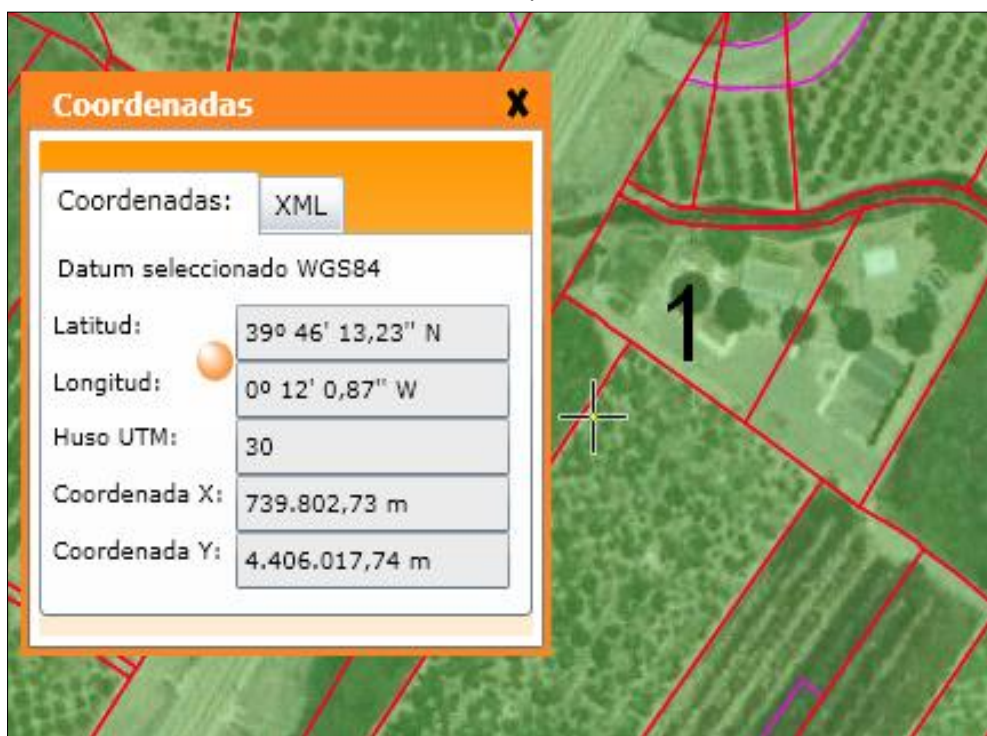 Coordenadas X
Coordenadas: XML
Datum seleccionado WGS84
Latitud: 39º 46' 13,23'' N
Longitud: 0º 12' 0,87'' W
Huso UTM: 30
Coordenada X: 739.802,73 m
Coordenada Y: 4.406.017,74 m
1